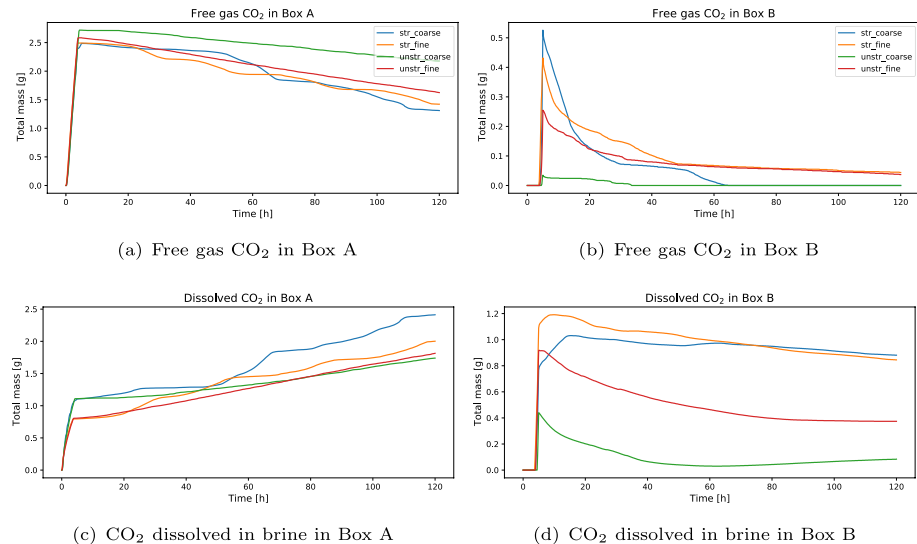 Free gas CO₂ in Box A
Total mass [g]
2.5
2.0
1.5
1.0
0.5
0.0
0 20 40 60 80 100 120
Time [h]
str_coarse
str_fine
unstr_coarse
unstr_fine
(a) Free gas CO₂ in Box A
Free gas CO₂ in Box B
Total mass [g]
0.5
0.4
0.3
0.2
0.1
0.0
0 20 40 60 80 100 120
Time [h]
str_coarse
str_fine
unstr_coarse
unstr_fine
(b) Free gas CO₂ in Box B
Dissolved CO₂ in Box A
Total mass [g]
2.5
2.0
1.5
1.0
0.5
0.0
0 20 40 60 80 100 120
Time [h]
(c) CO₂ dissolved in brine in Box A
Dissolved CO₂ in Box B
Total mass [g]
1.2
1.0
0.8
0.6
0.4
0.2
0.0
0 20 40 60 80 100 120
Time [h]
(d) CO₂ dissolved in brine in Box B